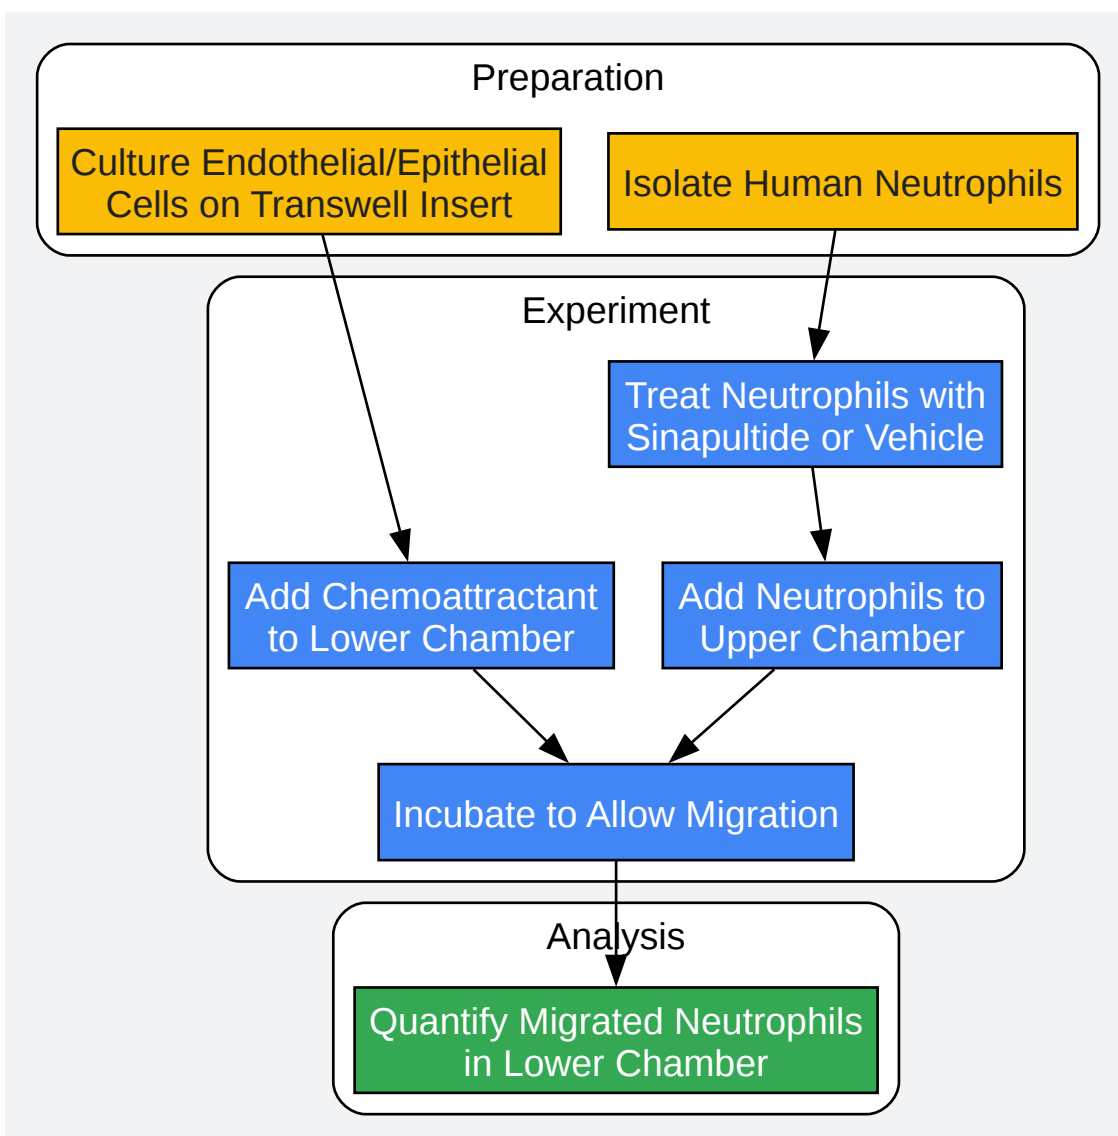 Preparation
Culture Endothelial/Epithelial
Cells on Transwell Insert
Isolate Human Neutrophils
Experiment
Treat Neutrophils with
Sinapultide or Vehicle
Add Chemoattractant
to Lower Chamber
Add Neutrophils to
Upper Chamber
Incubate to Allow Migration
Analysis
Quantify Migrated Neutrophils
in Lower Chamber